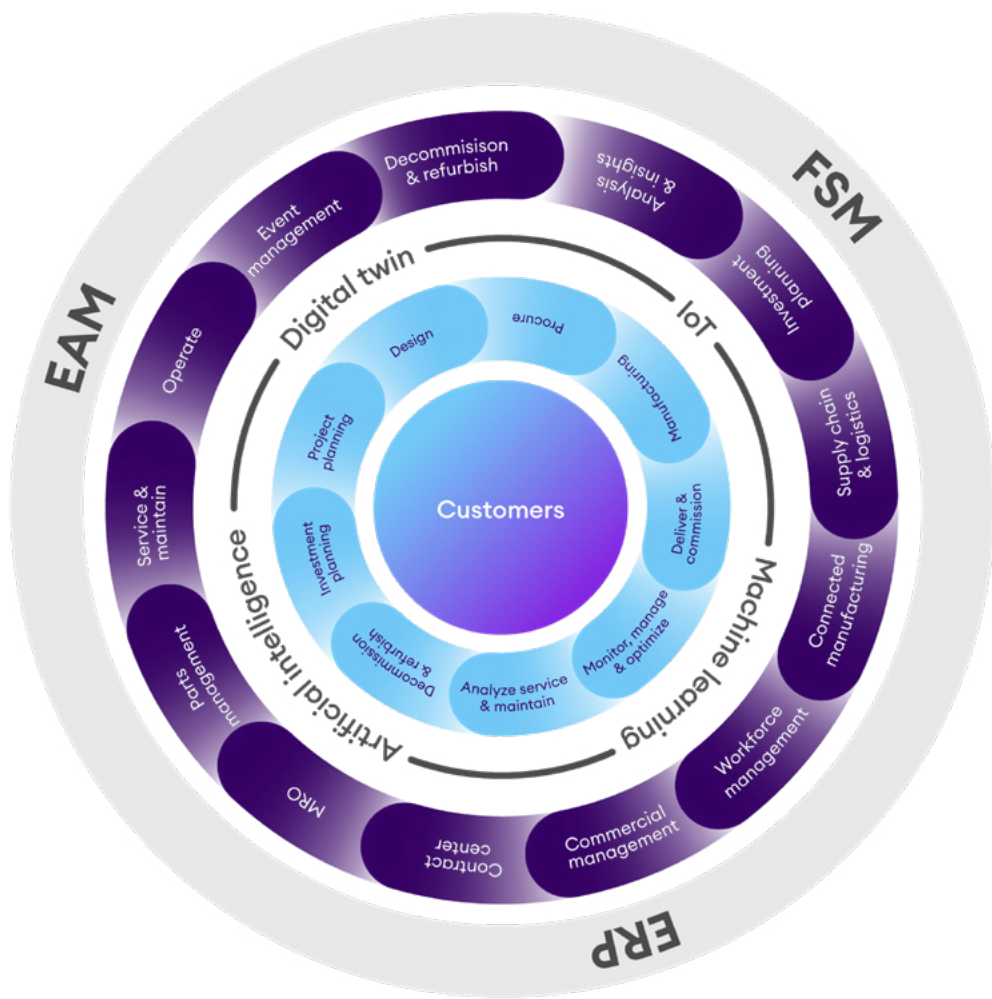 FSM
ERP
EAM
Decommisison
& refurbish
Analysis
& insights
Investment
planning
Supply chain
& logistics
Connected
manufacturing
Workforce
management
Commercial
management
Contract
center
MRO
Parts
management
Service &
maintain
Operate
Event
management
Digital twin
IoT
Machine learning
Artificial intelligence
Design
Procure
Manufacturing
Deliver &
commission
Monitor, manage
& optimize
Analyze service
& maintain
Decommission
& refurbish
Investment
planning
Project
planning
Customers